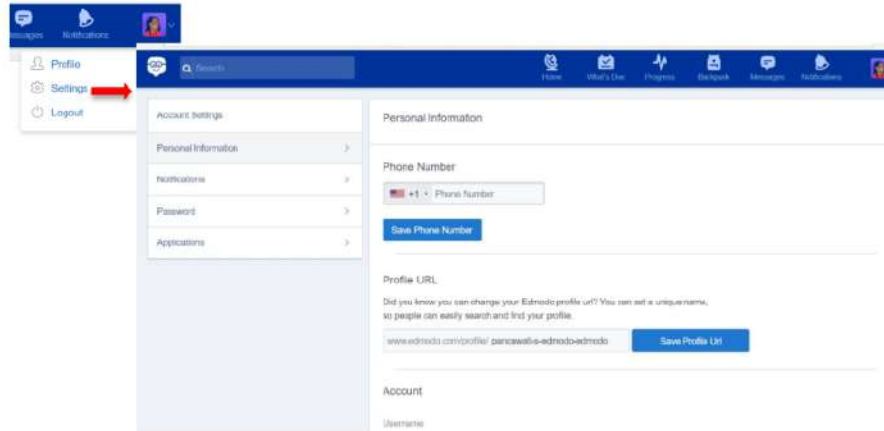 Messages Notifications
Profile
Settings
Logout
Search
Home What's Due Progress Backpack Messages Notifications
Account Settings
Personal Information
Notifications
Password
Applications
Personal Information
Phone Number
+1 Phone Number
Save Phone Number
Profile URL
Did you know you can change your Edmodo profile url? You can set a unique name,
so people can easily search and find your profile.
www.edmodo.com/profile/ pancawati-s-edmodo-edmodo Save Profile Url
Account
Username